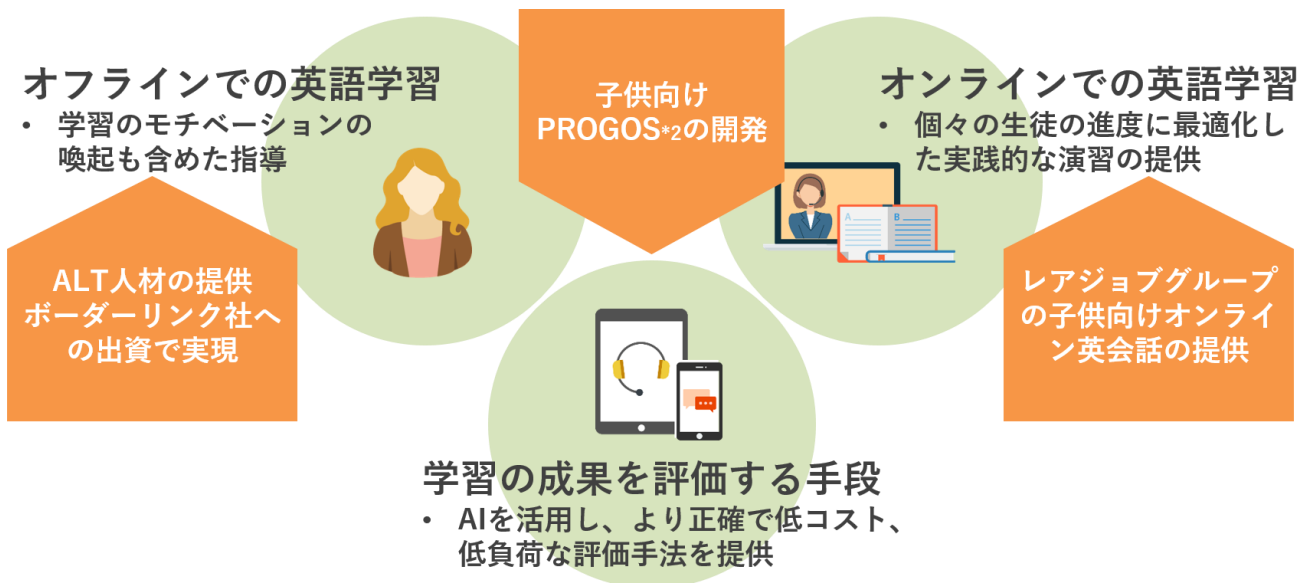 オフラインでの英語学習
• 学習のモチベーションの
喚起も含めた指導
ALT人材の提供
ボーダーリンク社へ
の出資で実現
子供向け
PROGOS*2の開発
オンラインでの英語学習
• 個々の生徒の進度に最適化し
た実践的な演習の提供
A
B
レアジョブグループ
の子供向けオンライ
ン英会話の提供
学習の成果を評価する手段
• AIを活用し、より正確で低コスト、
低負荷な評価手法を提供